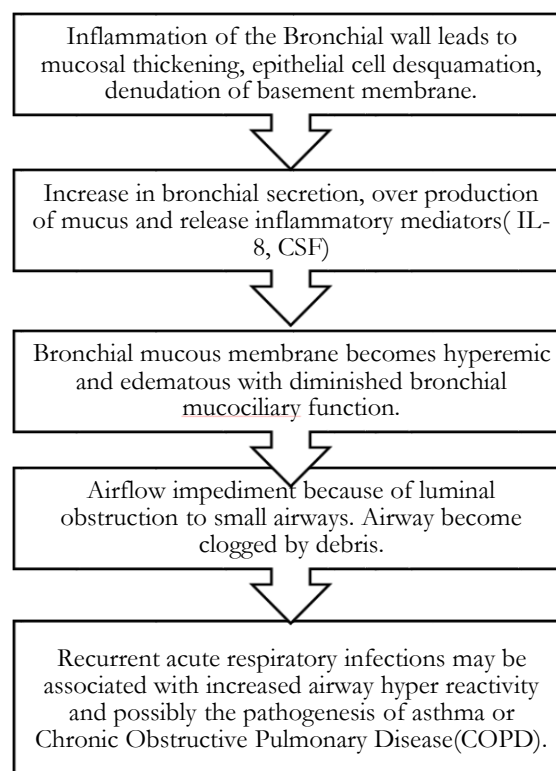 Inflammation of the Bronchial wall leads to
mucosal thickening, epithelial cell desquamation,
denudation of basement membrane.
Increase in bronchial secretion, over production
of mucus and release inflammatory mediators( IL-
8, CSF)
Bronchial mucous membrane becomes hyperemic
and edematous with diminished bronchial
mucociliary function.
Airflow impediment because of luminal
obstruction to small airways. Airway become
clogged by debris.
Recurrent acute respiratory infections may be
associated with increased airway hyper reactivity
and possibly the pathogenesis of asthma or
Chronic Obstructive Pulmonary Disease(COPD).